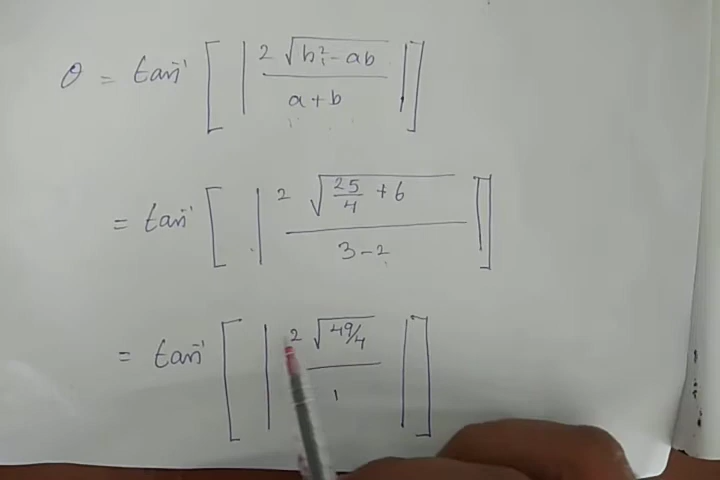 θ = tan⁻¹ [ | 2 √(h² - ab) / (a + b) | ]
= tan⁻¹ [ | 2 √(25/4 + 6) / (3 - 2) | ]
= tan⁻¹ [ | 2 √(49/4) / 1 | ]